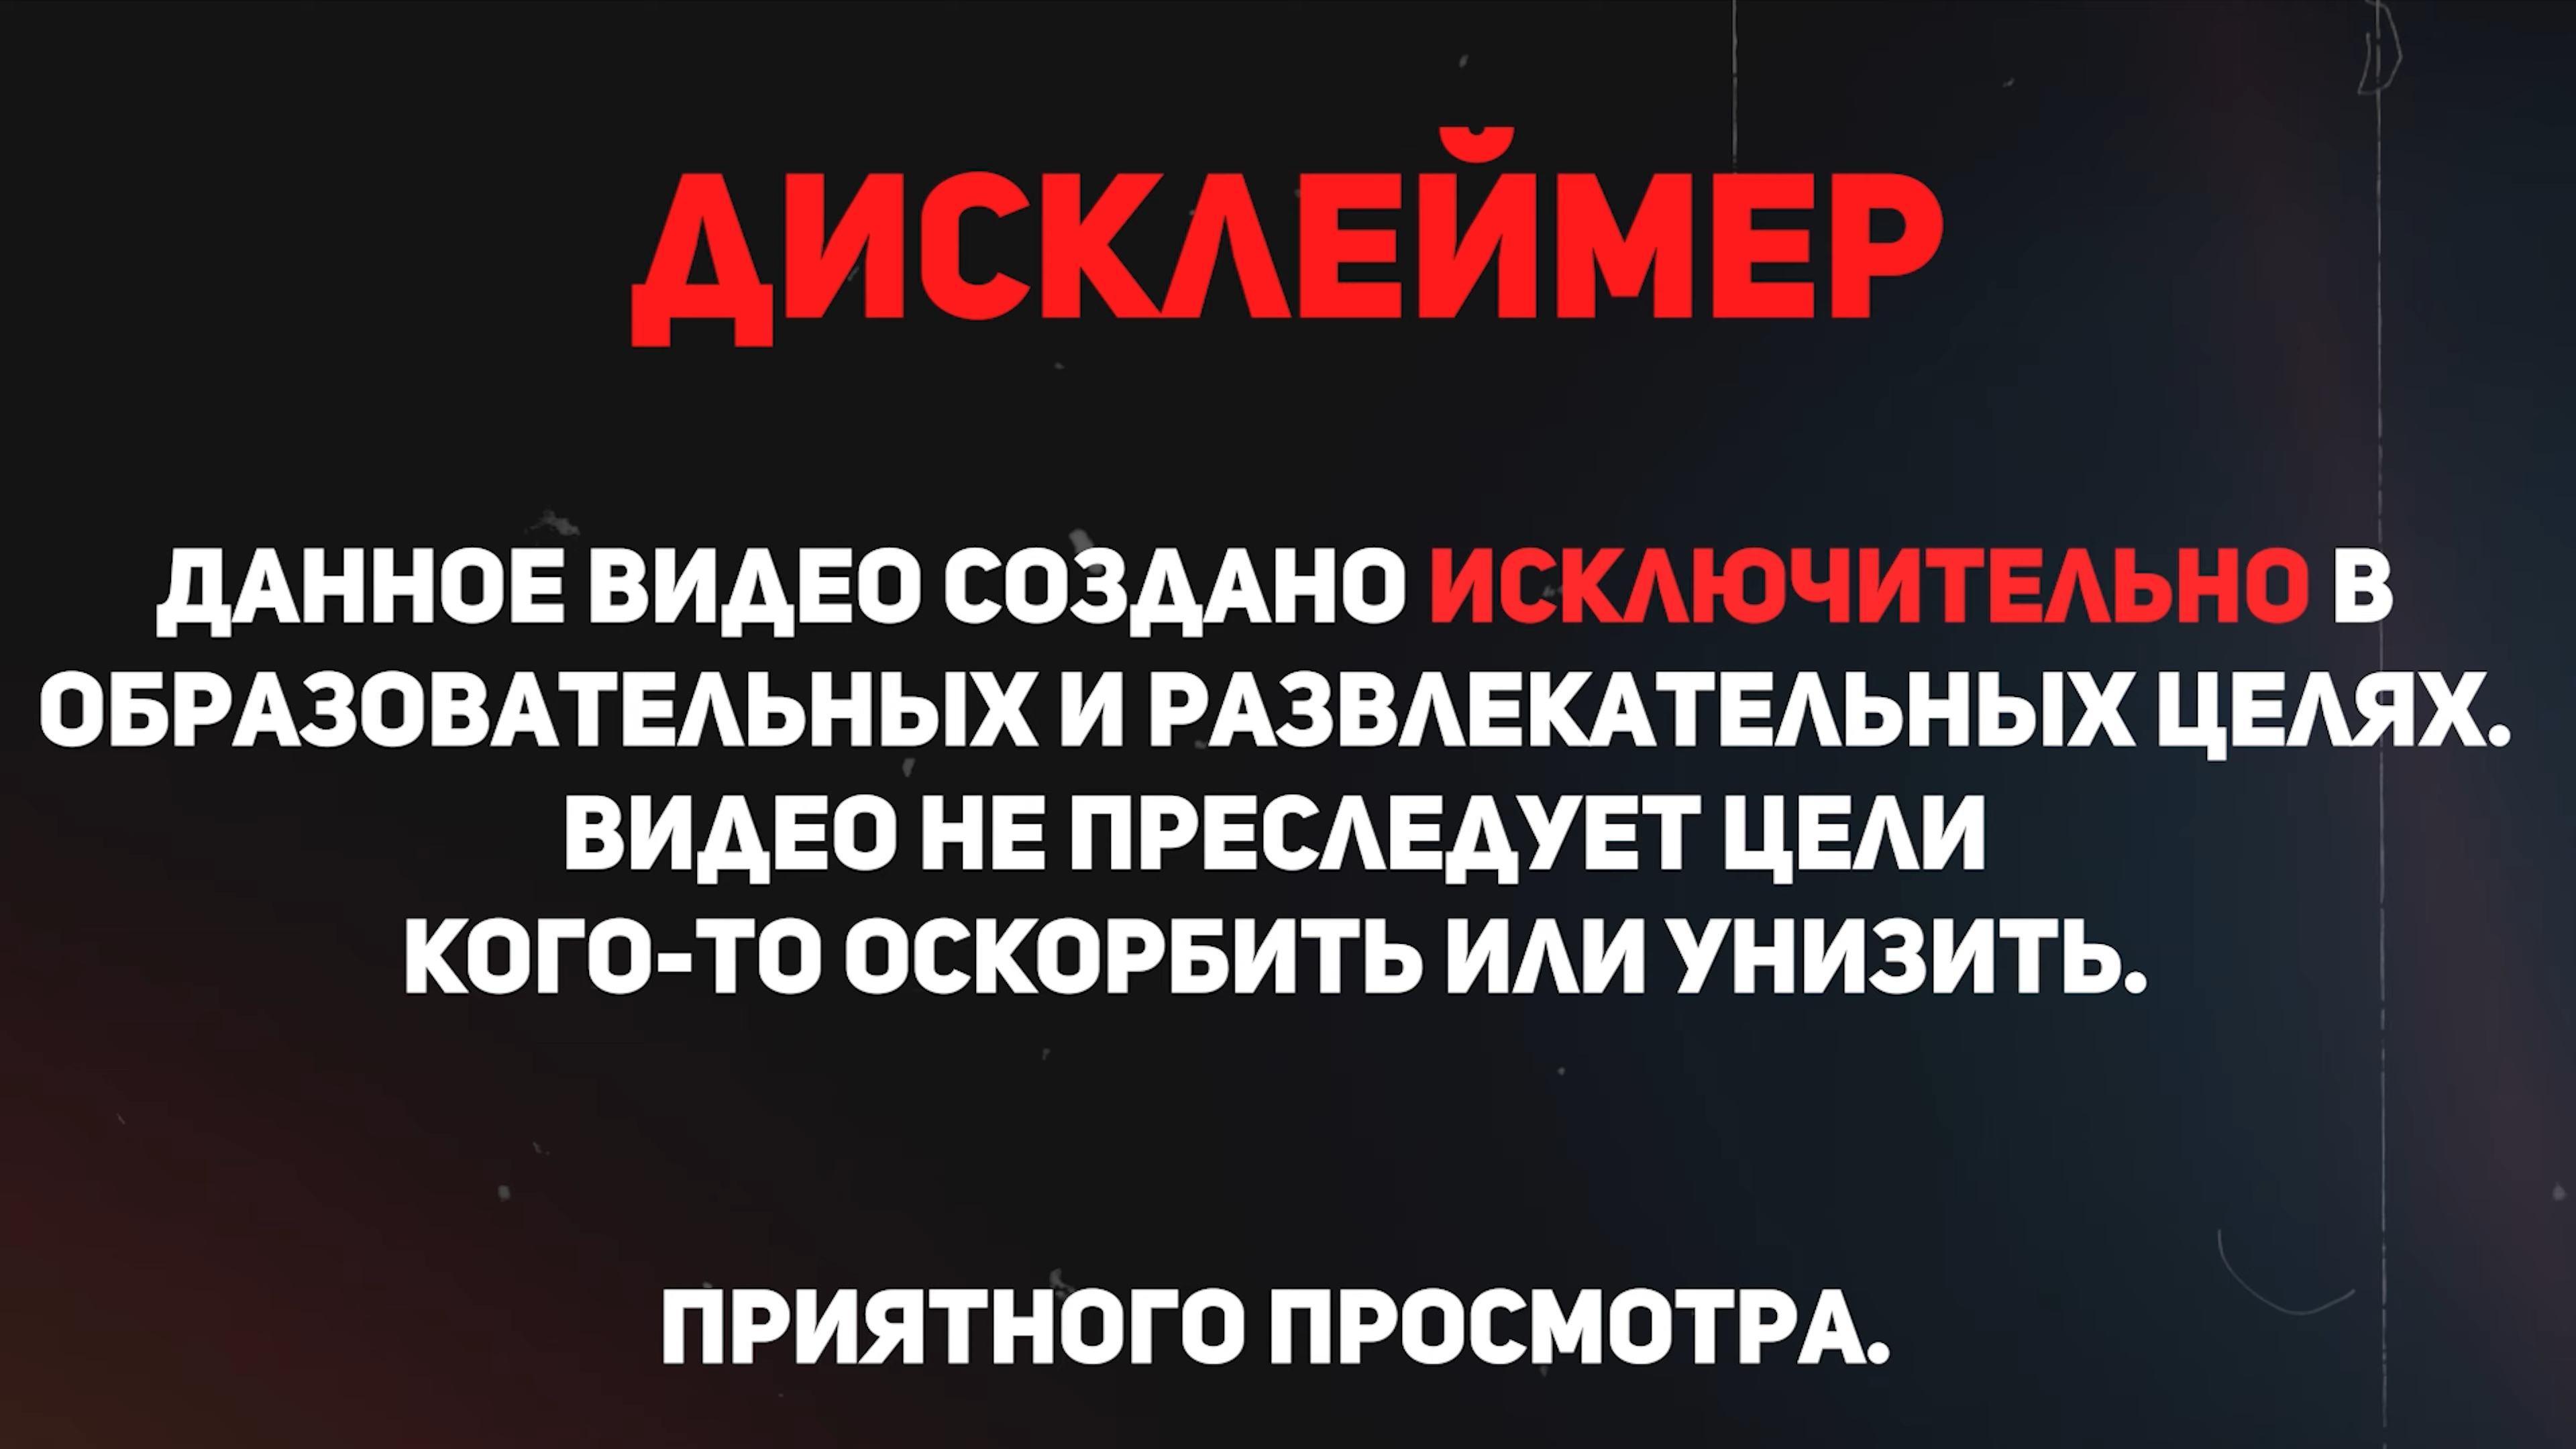 ДИСКЛЕЙМЕР
ДАННОЕ ВИДЕО СОЗДАНО ИСКЛЮЧИТЕЛЬНО В
ОБРАЗОВАТЕЛЬНЫХ И РАЗВЛЕКАТЕЛЬНЫХ ЦЕЛЯХ.
ВИДЕО НЕ ПРЕСЛЕДУЕТ ЦЕЛИ
КОГО-ТО ОСКОРБИТЬ ИЛИ УНИЗИТЬ.
ПРИЯТНОГО ПРОСМОТРА.